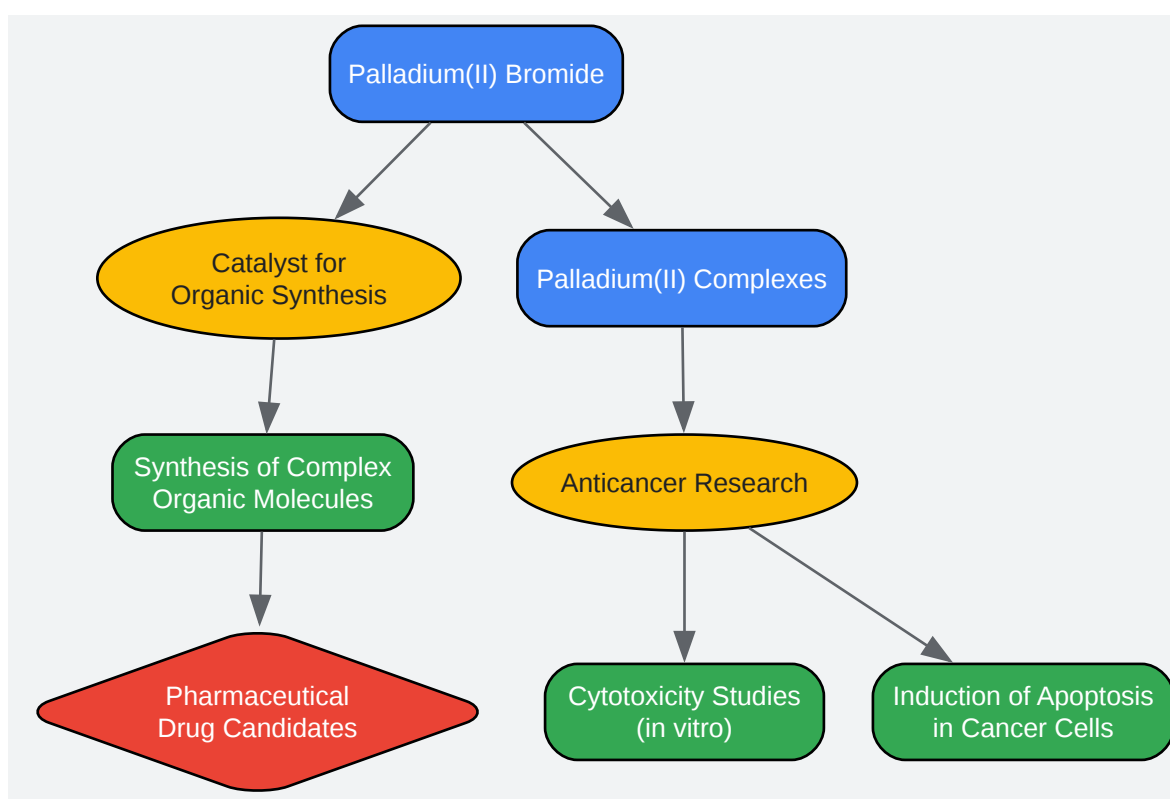 Palladium(II) Bromide
Catalyst for
Organic Synthesis
Palladium(II) Complexes
Synthesis of Complex
Organic Molecules
Anticancer Research
Pharmaceutical
Drug Candidates
Cytotoxicity Studies
(in vitro)
Induction of Apoptosis
in Cancer Cells